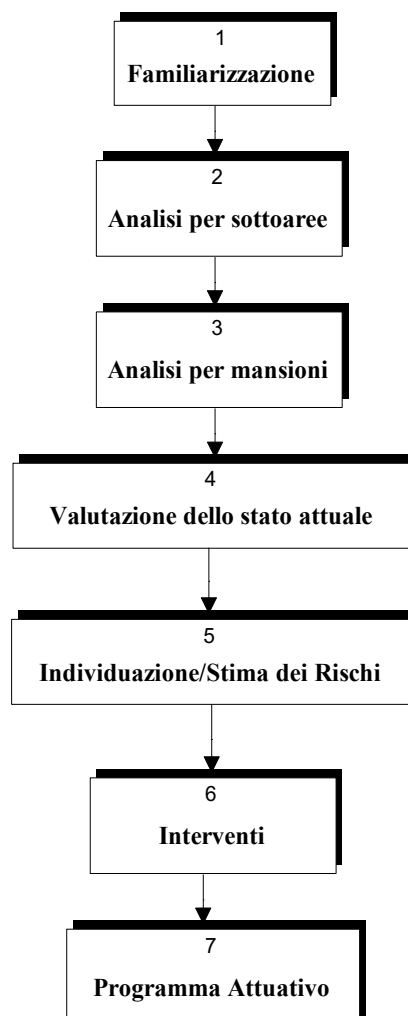 1
Familiarizzazione
2
Analisi per sottoaree
3
Analisi per mansioni
4
Valutazione dello stato attuale
5
Individuazione/Stima dei Rischi
6
Interventi
7
Programma Attuativo